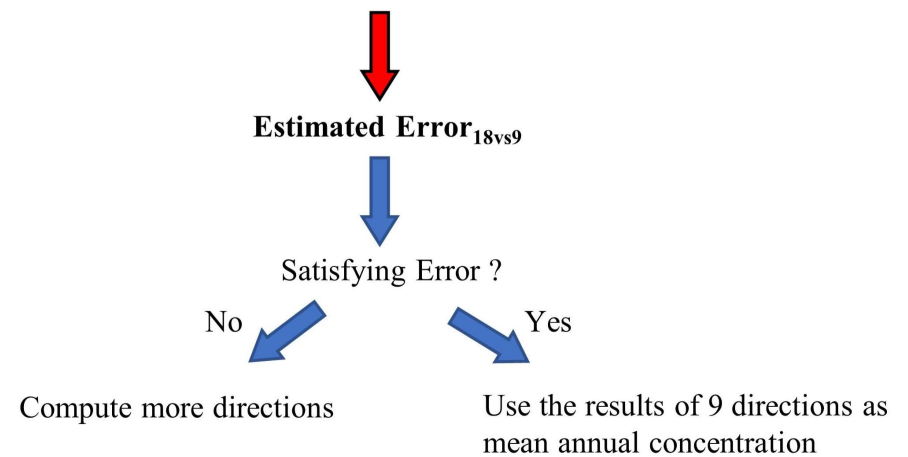 Estimated Error18vs9
Satisfying Error ?
No
Yes
Compute more directions
Use the results of 9 directions as
mean annual concentration